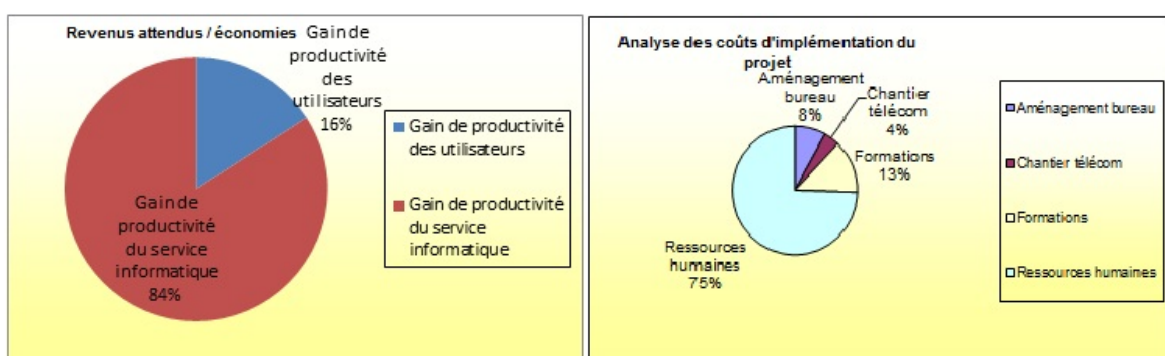 Revenus attendus / économies
Gain de
productivité
des
utilisateurs
16%
Gain de
productivité
du service
informatique
84%
Gain de productivité
des utilisateurs
Gain de productivité
du service
informatique
Analyse des coûts d'implémentation du
projet
Aménagement
bureau
8%
Chantier
télécom
4%
Formations
13%
Ressources
humaines
75%
Aménagement bureau
Chantier télécom
Formations
Ressources humaines